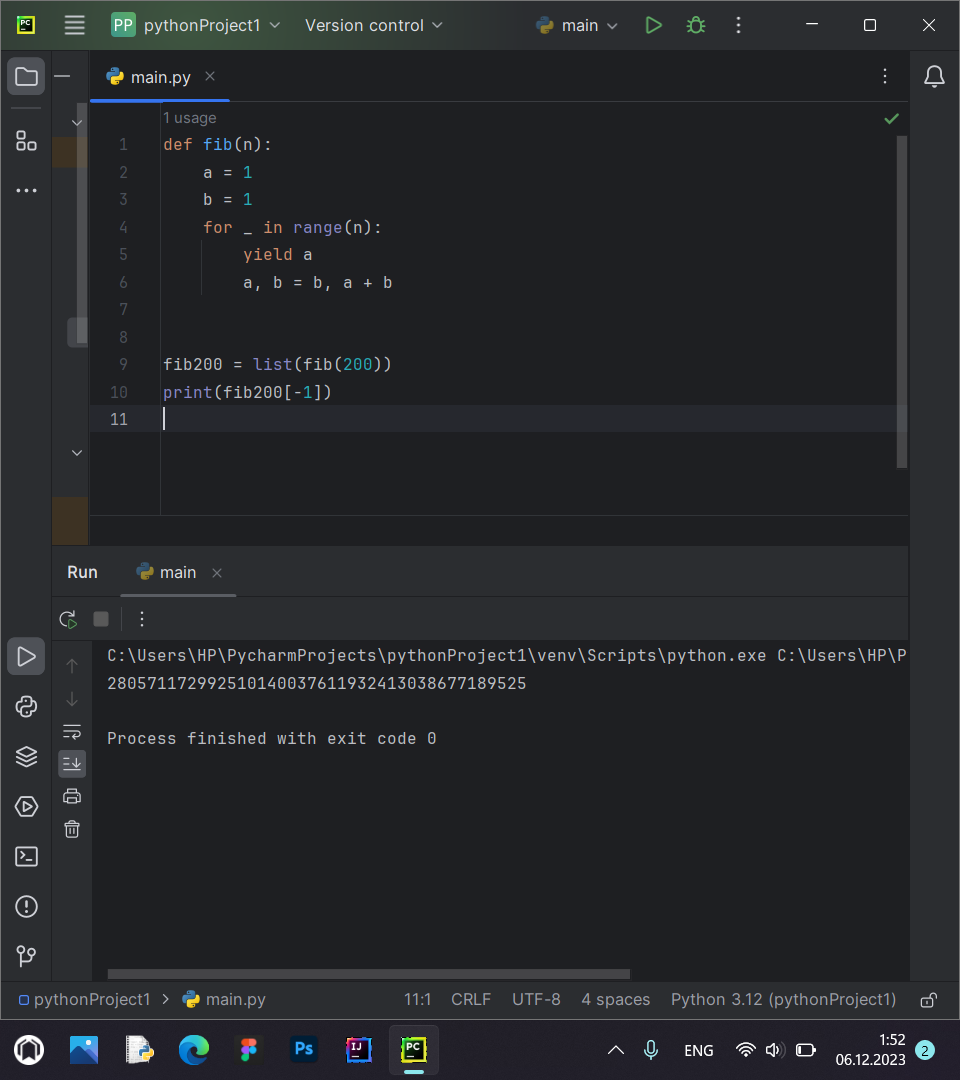 PC
PP pythonProject1 Version control main
main.py
1 usage
1 def fib(n):
2 a = 1
3 b = 1
4 for _ in range(n):
5 yield a
6 a, b = b, a + b
7
8
9 fib200 = list(fib(200))
10 print(fib200[-1])
11
Run main
C:\Users\HP\PycharmProjects\pythonProject1\venv\Scripts\python.exe C:\Users\HP\P
280571172992510140037611932413038677189525
Process finished with exit code 0
pythonProject1 > main.py 11:1 CRLF UTF-8 4 spaces Python 3.12 (pythonProject1)
Ps IJ PC ENG 1:52
06.12.2023 2